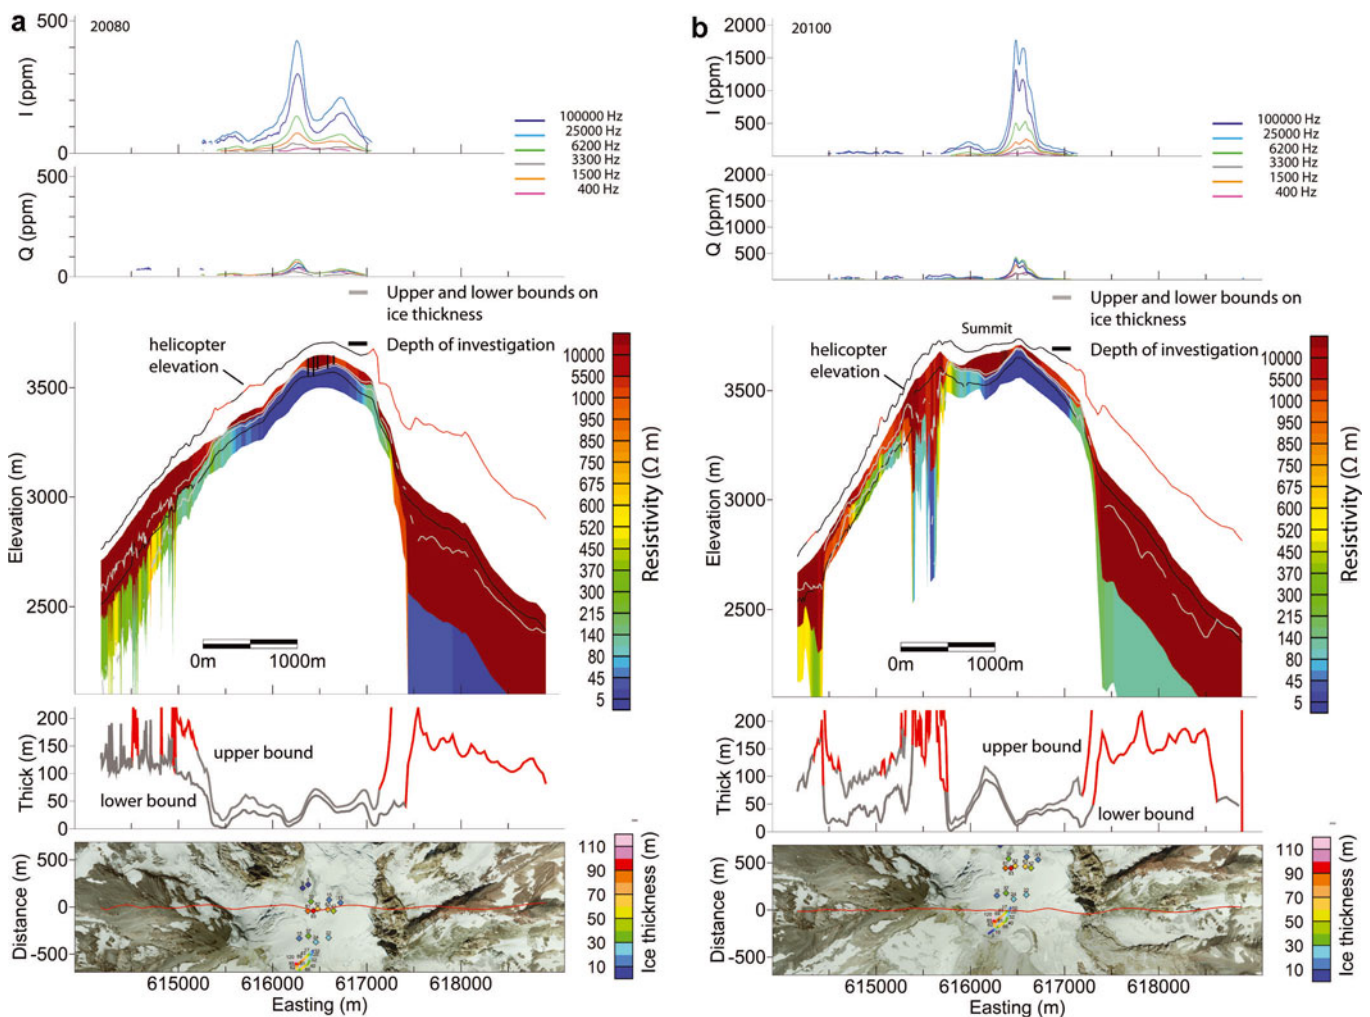 a
20080
500
I (ppm)
0
100000 Hz
25000 Hz
6200 Hz
3300 Hz
1500 Hz
400 Hz
500
Q (ppm)
0
Upper and lower bounds on
ice thickness
Depth of investigation
helicopter
elevation
3500
3000
2500
Elevation (m)
0m 1000m
10000
5500
1000
950
850
750
600
520
450
370
300
215
140
80
45
5
Resistivity (Ω m)
200
150
100
50
0
Thick (m)
upper bound
lower bound
500
0
-500
Distance (m)
615000 616000 617000 618000
Easting (m)
110
90
70
50
30
10
Ice thickness (m)
b
20100
2000
1500
1000
500
I (ppm)
100000 Hz
25000 Hz
6200 Hz
3300 Hz
1500 Hz
400 Hz
2000
1500
1000
500
Q (ppm)
Upper and lower bounds on
ice thickness
Summit
Depth of investigation
helicopter
elevation
3500
3000
2500
Elevation (m)
0m 1000m
10000
5500
1000
950
850
750
600
520
450
370
300
215
140
80
45
5
Resistivity (Ω m)
200
150
100
50
0
Thick (m)
upper bound
lower bound
500
0
-500
Distance (m)
615000 616000 617000 618000
Easting (m)
110
90
70
50
30
10
Ice thickness (m)